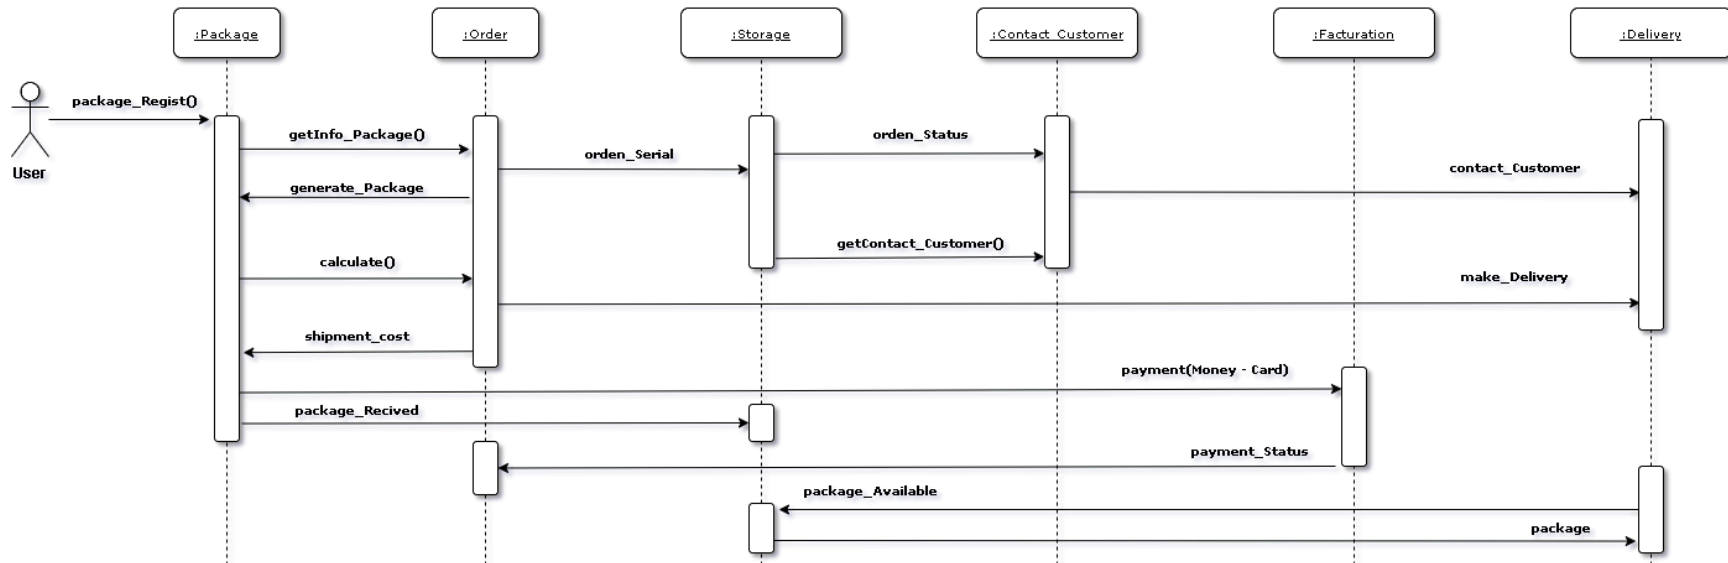 :Package
:Order
:Storage
:Contact_Customer
:Facturation
:Delivery
package_Regist()
User
getInfo_Package()
orden_Status
orden_Serial
contact_Customer
generate_Package
getContact_Customer()
calculate()
make_Delivery
shipment_cost
payment(Money - Card)
package_Recived
payment_Status
package_Available
package